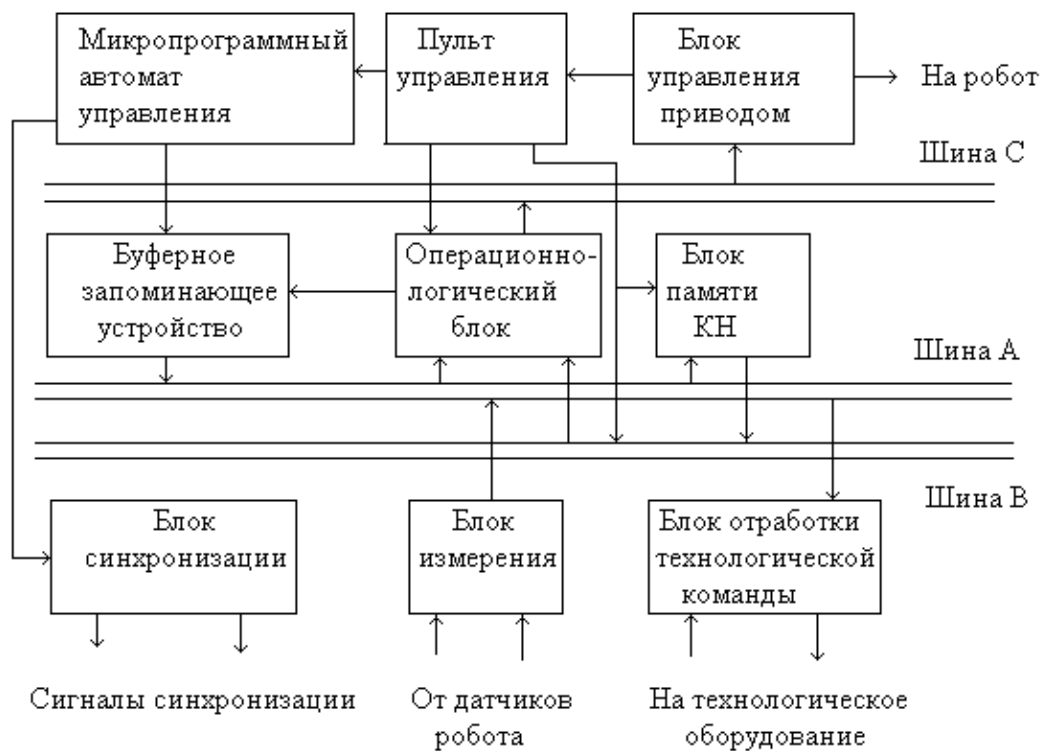 Микропрограммный
автомат
управления
Пульт
управления
Блок
управления
приводом
На робот
Шина С
Буферное
запоминающее
устройство
Операционно-
логический
блок
Блок
памяти
КН
Шина А
Шина В
Блок
синхронизации
Блок
измерения
Блок отработки
технологической
команды
Сигналы синхронизации
От датчиков
робота
На технологическое
оборудование